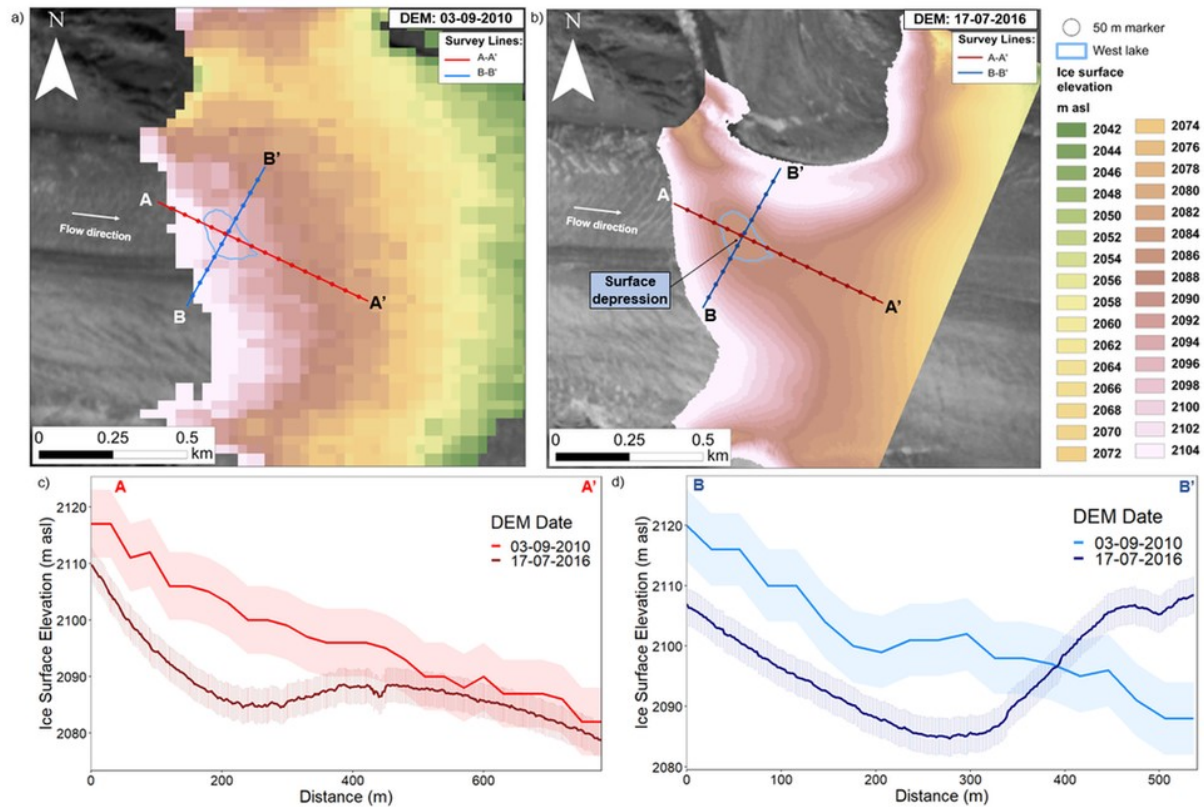 a)
N
DEM: 03-09-2010
Survey Lines:
A-A'
B-B'
B'
A
Flow direction
B
A'
0 0.25 0.5
km
b)
N
DEM: 17-07-2016
Survey Lines:
A-A'
B-B'
B'
A
Flow direction
Surface
depression
B
A'
0 0.25 0.5
km
50 m marker
West lake
Ice surface
elevation
m asl
2042 2074
2044 2076
2046 2078
2048 2080
2050 2082
2052 2084
2054 2086
2056 2088
2058 2090
2060 2092
2062 2094
2064 2096
2066 2098
2068 2100
2070 2102
2072 2104
c)
A A'
Ice Surface Elevation (m asl)
2120
2110
2100
2090
2080
DEM Date
03-09-2010
17-07-2016
0 200 400 600
Distance (m)
d)
B B'
Ice Surface Elevation (m asl)
2120
2110
2100
2090
2080
DEM Date
03-09-2010
17-07-2016
0 100 200 300 400 500
Distance (m)